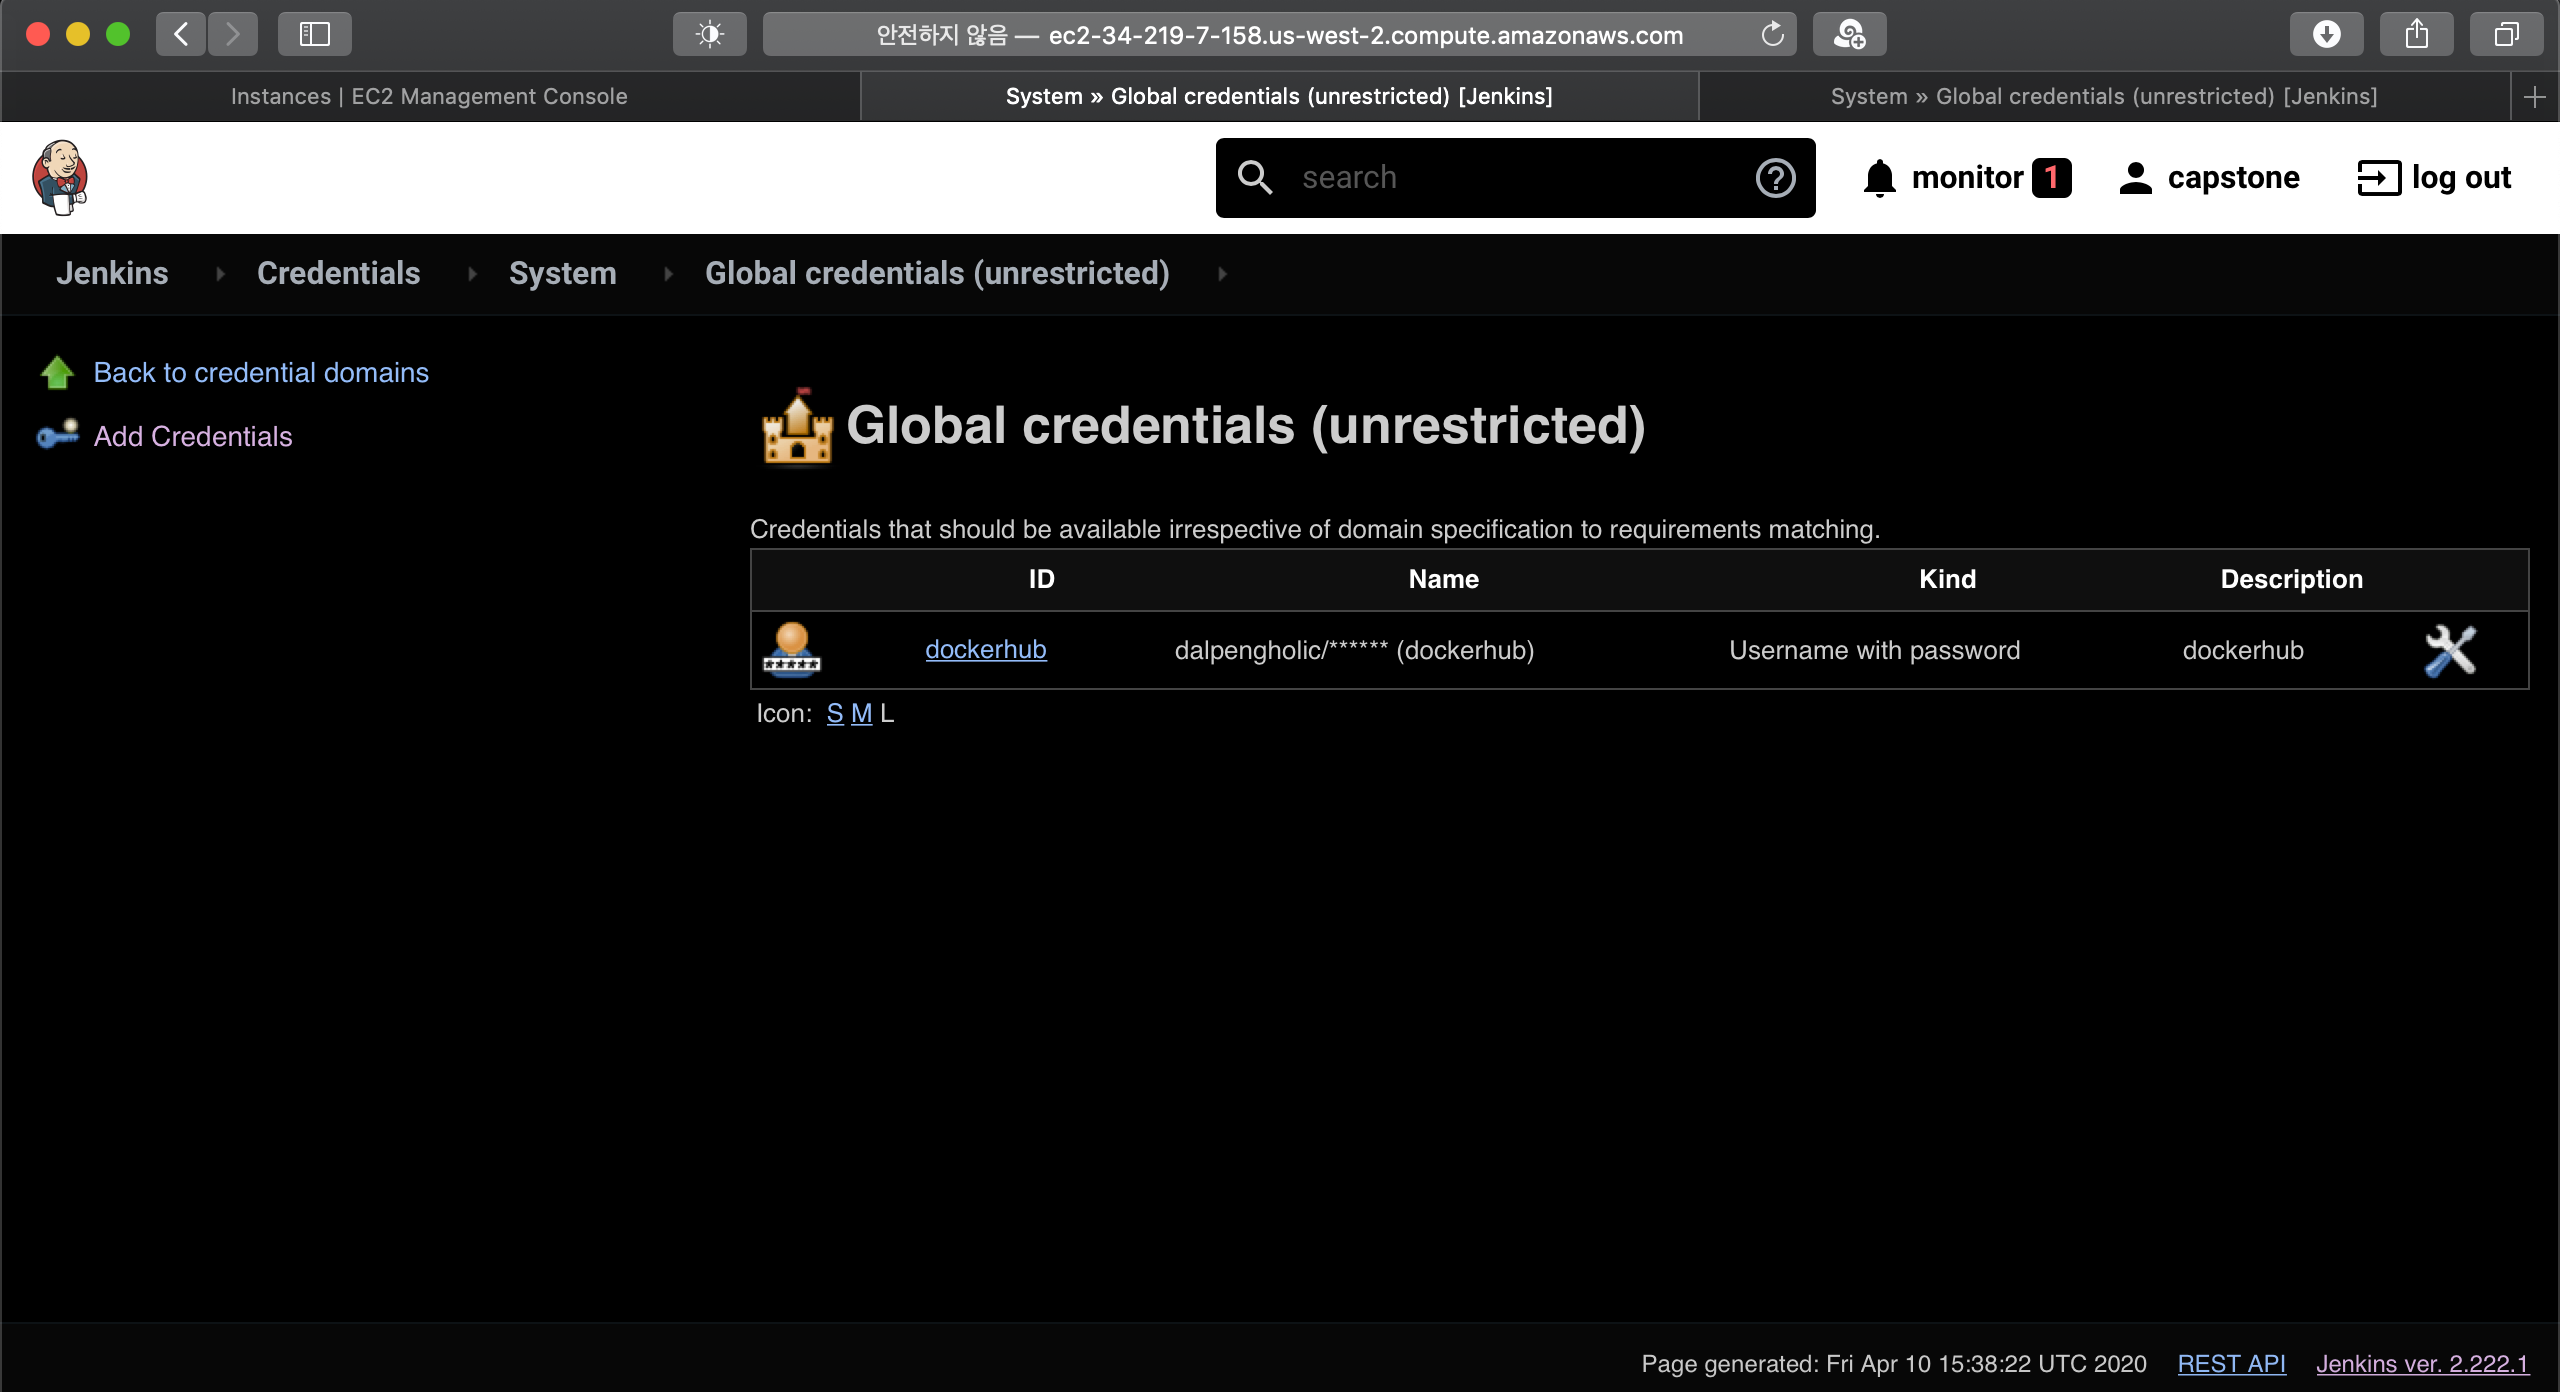 안전하지 않음 — ec2-34-219-7-158.us-west-2.compute.amazonaws.com
Instances | EC2 Management Console
System » Global credentials (unrestricted) [Jenkins]
System » Global credentials (unrestricted) [Jenkins]
search
monitor 1
capstone
log out
Jenkins
Credentials
System
Global credentials (unrestricted)
Back to credential domains
Add Credentials
Global credentials (unrestricted)
Credentials that should be available irrespective of domain specification to requirements matching.
ID Name Kind Description
dockerhub dalpengholic/****** (dockerhub) Username with password dockerhub
Icon: S M L
Page generated: Fri Apr 10 15:38:22 UTC 2020 REST API Jenkins ver. 2.222.1